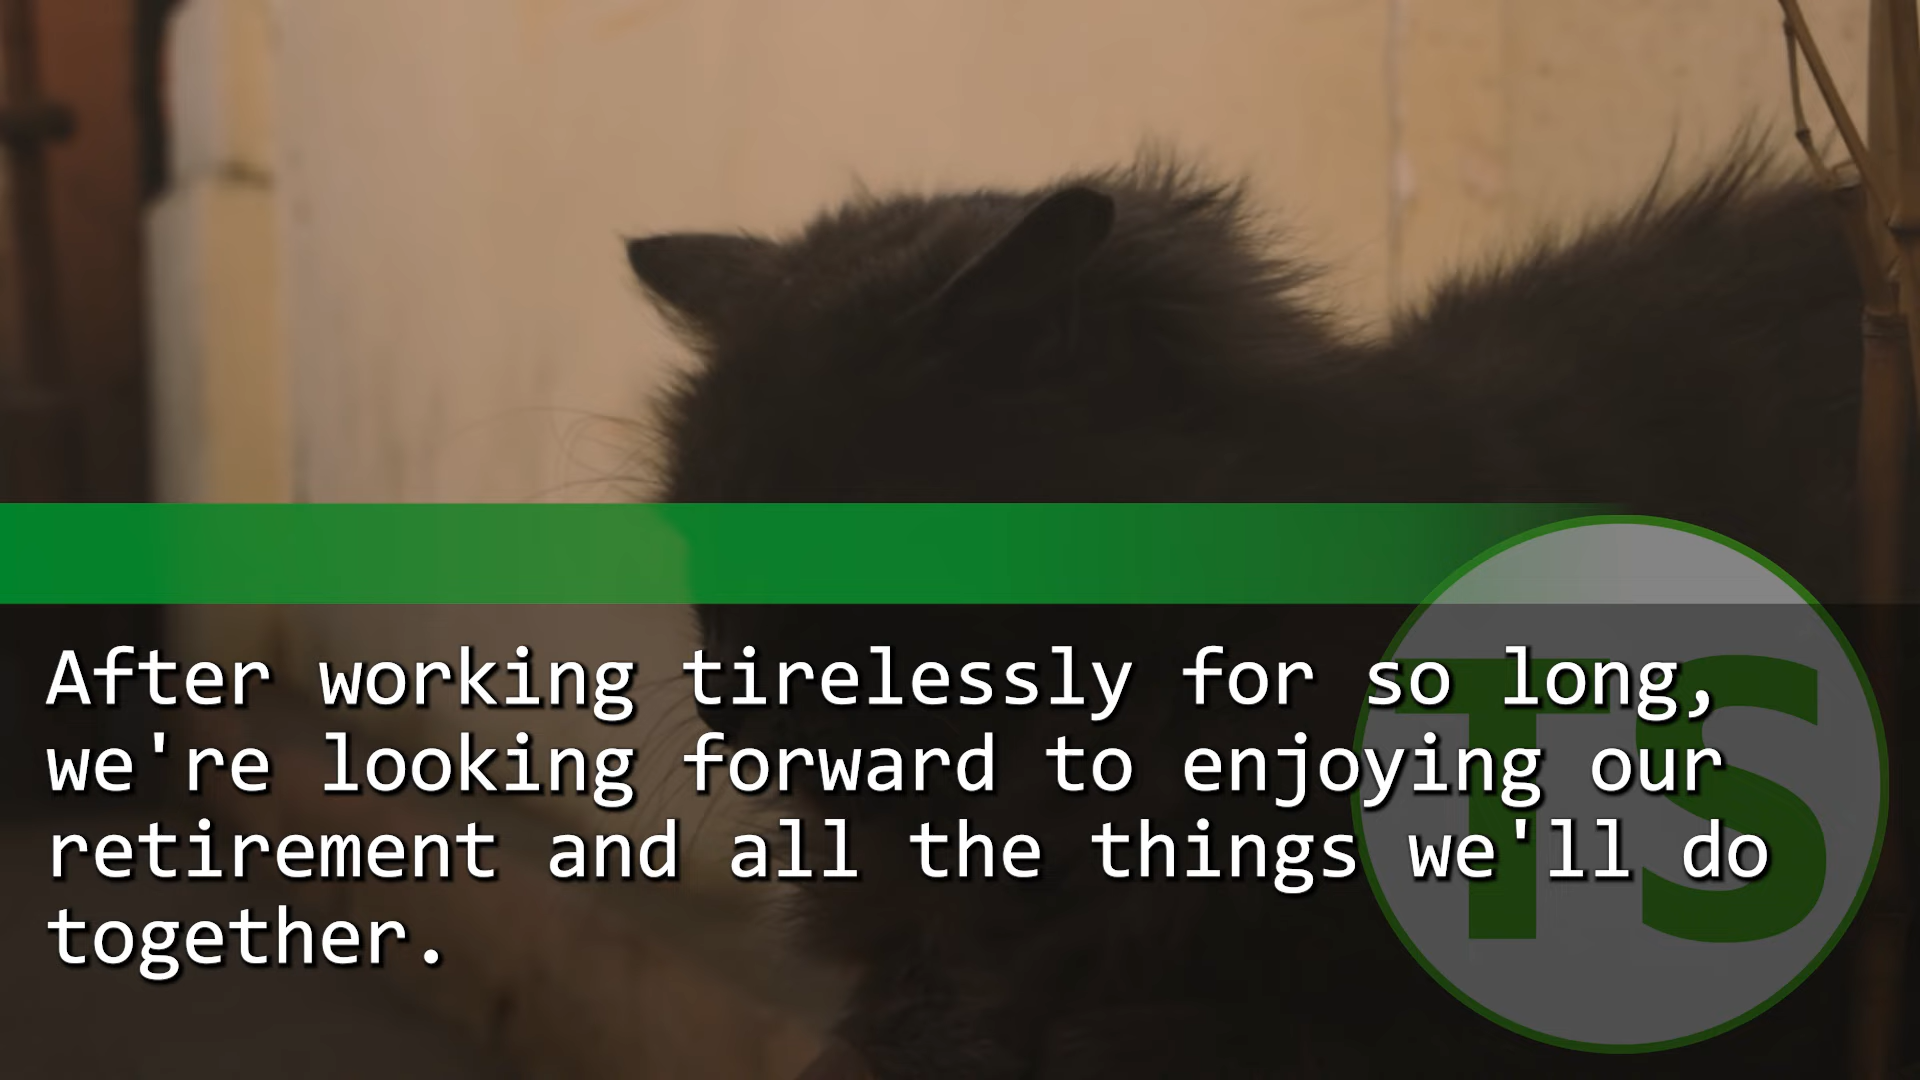 After working tirelessly for so long,
we're looking forward to enjoying our
retirement and all the things we'll do
together.
TS